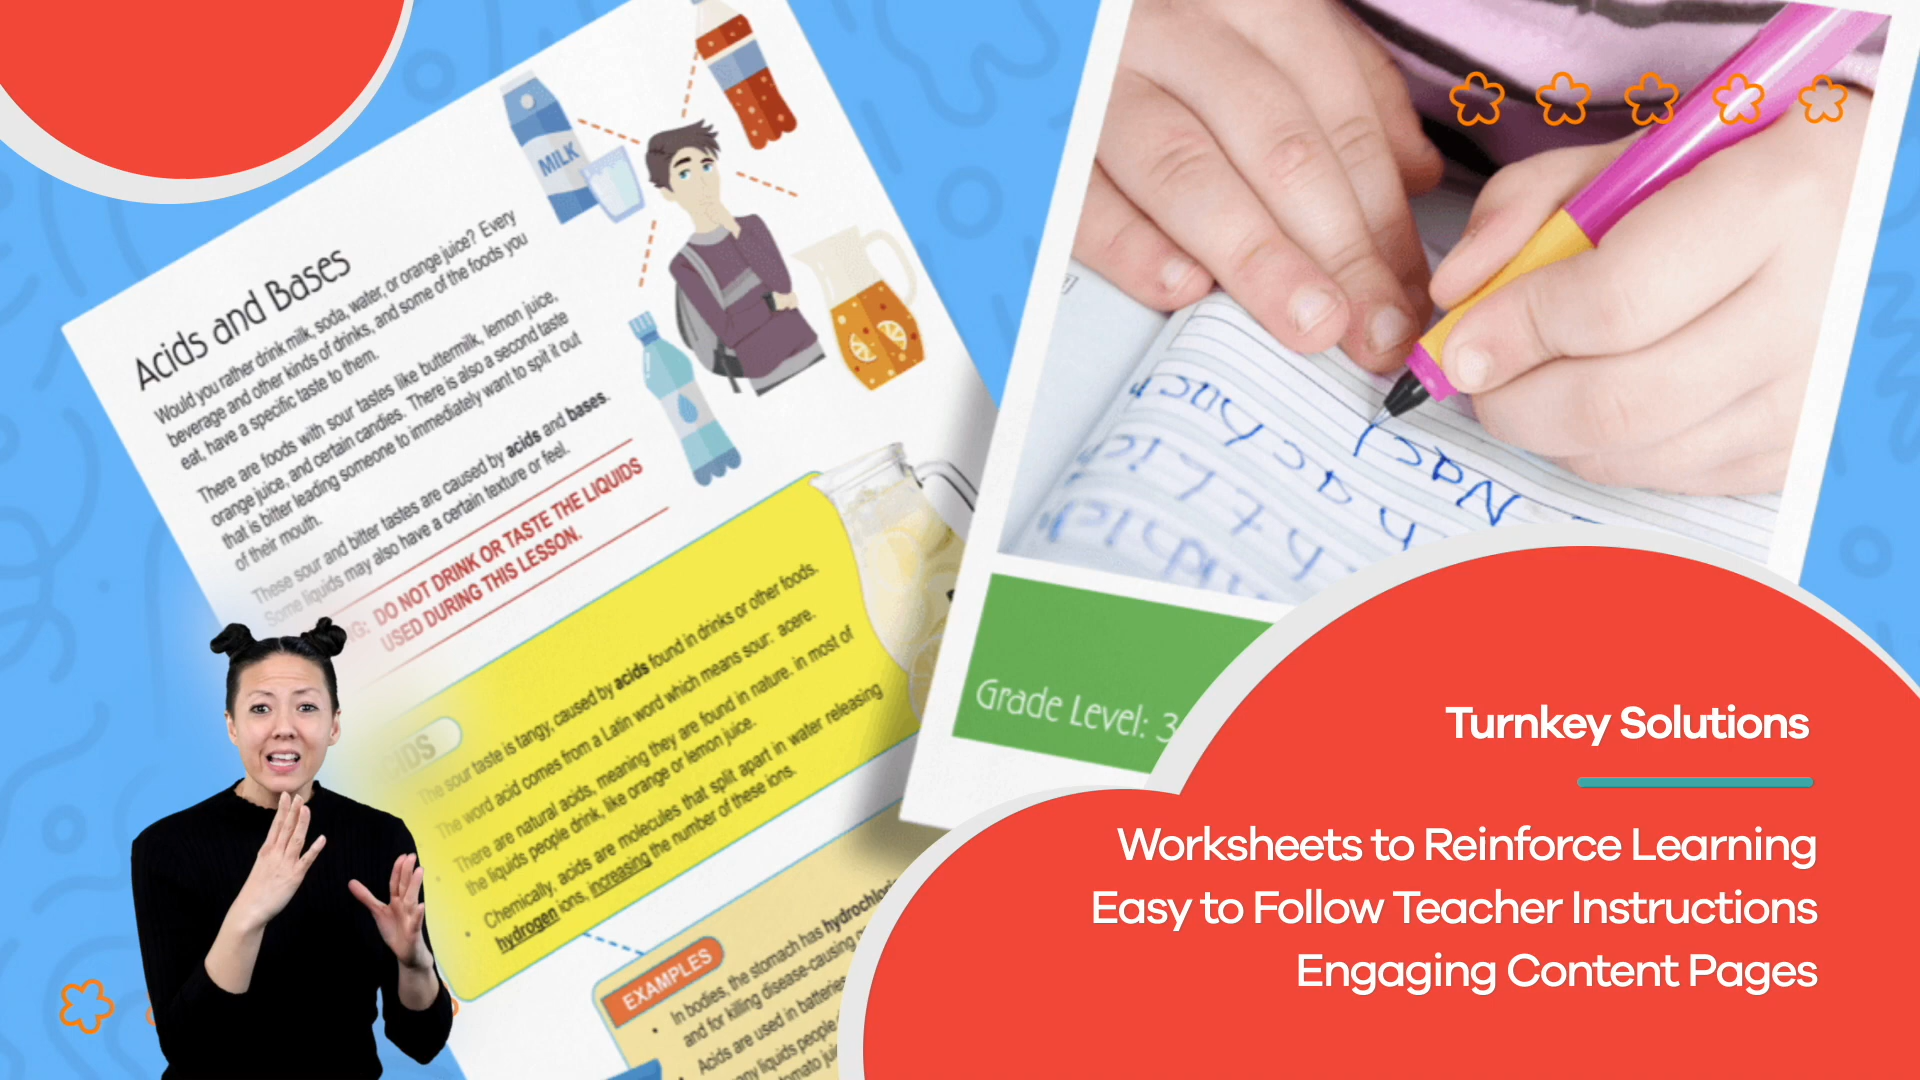 MILK
Acids and Bases
Would you rather drink milk, soda, water, or orange juice? Every
beverage and other kinds of drinks, and some of the foods you
eat, have a specific taste to them.
There are foods with sour tastes like buttermilk, lemon juice,
orange juice, and certain candies. There is also a second taste
that is bitter leading someone to immediately want to spit it out
of their mouth.
These sour and bitter tastes are caused by acids and bases.
Some liquids may also have a certain texture or feel.
DO NOT DRINK OR TASTE THE LIQUIDS
USED DURING THIS LESSON.
The sour taste is tangy, caused by acids found in drinks or other foods.
The word acid comes from a Latin word which means sour: acere.
• There are natural acids, meaning they are found in nature. in most of
the liquids people drink, like orange or lemon juice.
• Chemically, acids are molecules that split apart in water releasing
hydrogen ions, increasing the number of these ions.
EXAMPLES
• In bodies, the stomach has
and for killing disease-causing
• Acids are used in batteries
liquids people
Grade Level: 3
Turnkey Solutions
Worksheets to Reinforce Learning
Easy to Follow Teacher Instructions
Engaging Content Pages